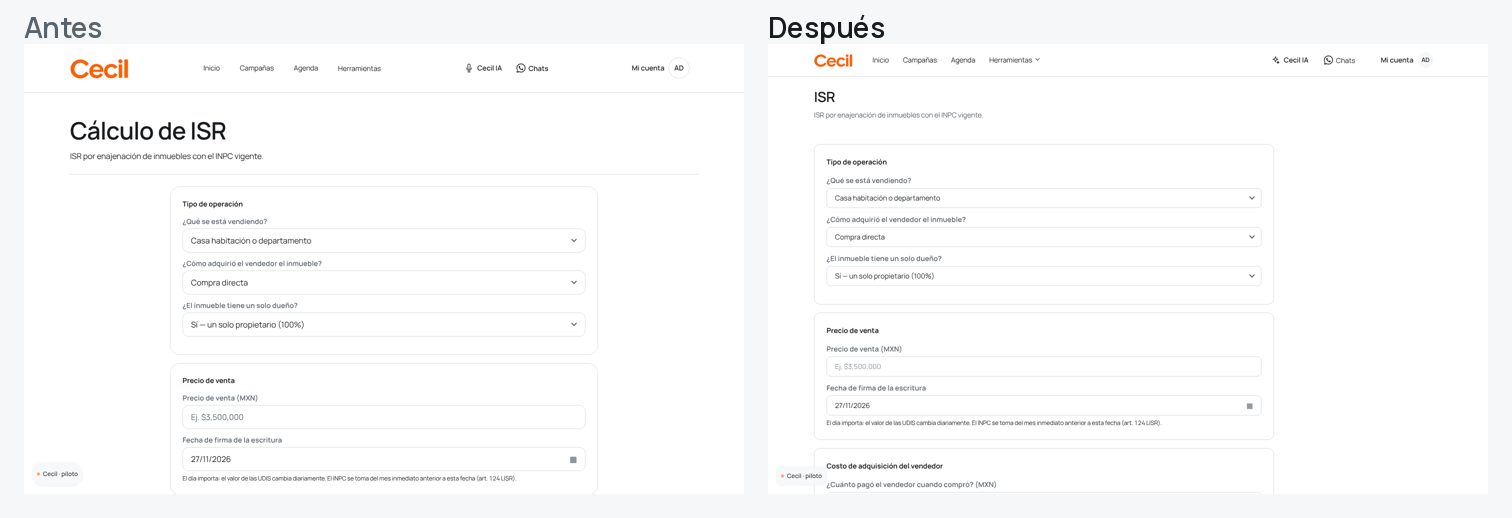 Antes
Cecil
Inicio Campañas Agenda Herramientas Cecil IA Chats Mi cuenta AD
Cálculo de ISR
ISR por enajenación de inmuebles con el INPC vigente.
Tipo de operación
¿Qué se está vendiendo?
Casa habitación o departamento
¿Cómo adquirió el vendedor el inmueble?
Compra directa
¿El inmueble tiene un solo dueño?
Sí — un solo propietario (100%)
Precio de venta
Precio de venta (MXN)
Ej. $3,500,000
Fecha de firma de la escritura
27/11/2026
El día importa: el valor de las UDIS cambia diariamente. El INPC se toma del mes inmediato anterior a esta fecha (art. 124 LISR).
Cecil · piloto
Después
Cecil
Inicio Campañas Agenda Herramientas Cecil IA Chats Mi cuenta AD
ISR
ISR por enajenación de inmuebles con el INPC vigente.
Tipo de operación
¿Qué se está vendiendo?
Casa habitación o departamento
¿Cómo adquirió el vendedor el inmueble?
Compra directa
¿El inmueble tiene un solo dueño?
Sí — un solo propietario (100%)
Precio de venta
Precio de venta (MXN)
Ej. $3,500,000
Fecha de firma de la escritura
27/11/2026
El día importa: el valor de las UDIS cambia diariamente. El INPC se toma del mes inmediato anterior a esta fecha (art. 124 LISR).
Costo de adquisición del vendedor
Cecil · piloto
¿Cuánto pagó el vendedor cuando compró? (MXN)